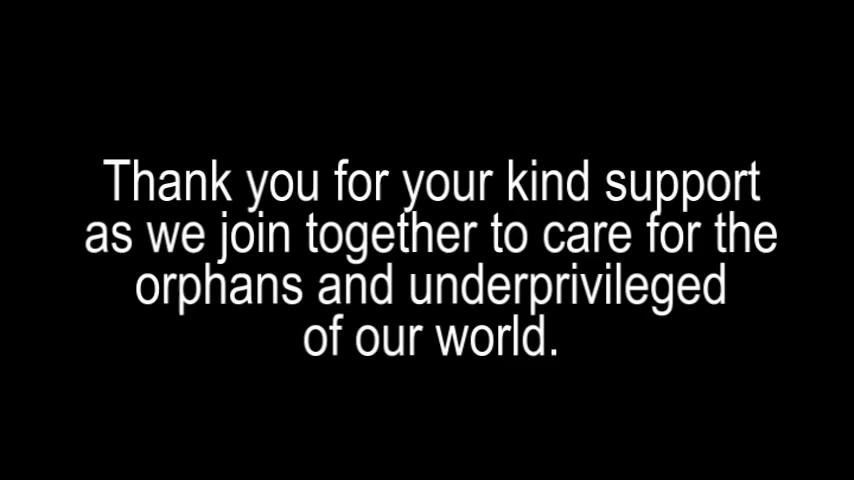 Thank you for your kind support
as we join together to care for the
orphans and underprivileged
of our world.